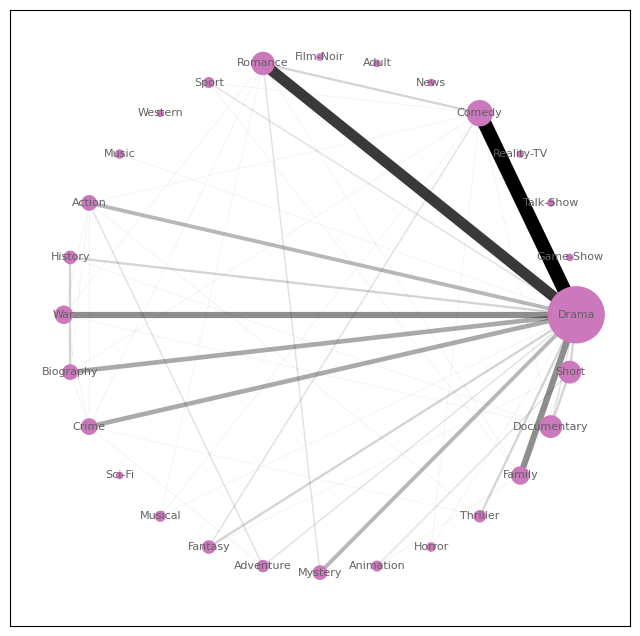 Film-Noir
Romance
Adult
Sport
News
Western
Comedy
Music
Reality-TV
Action
Talk-Show
History
Game-Show
War
Drama
Biography
Short
Crime
Documentary
Sci-Fi
Family
Musical
Thriller
Fantasy
Horror
Adventure
Animation
Mystery